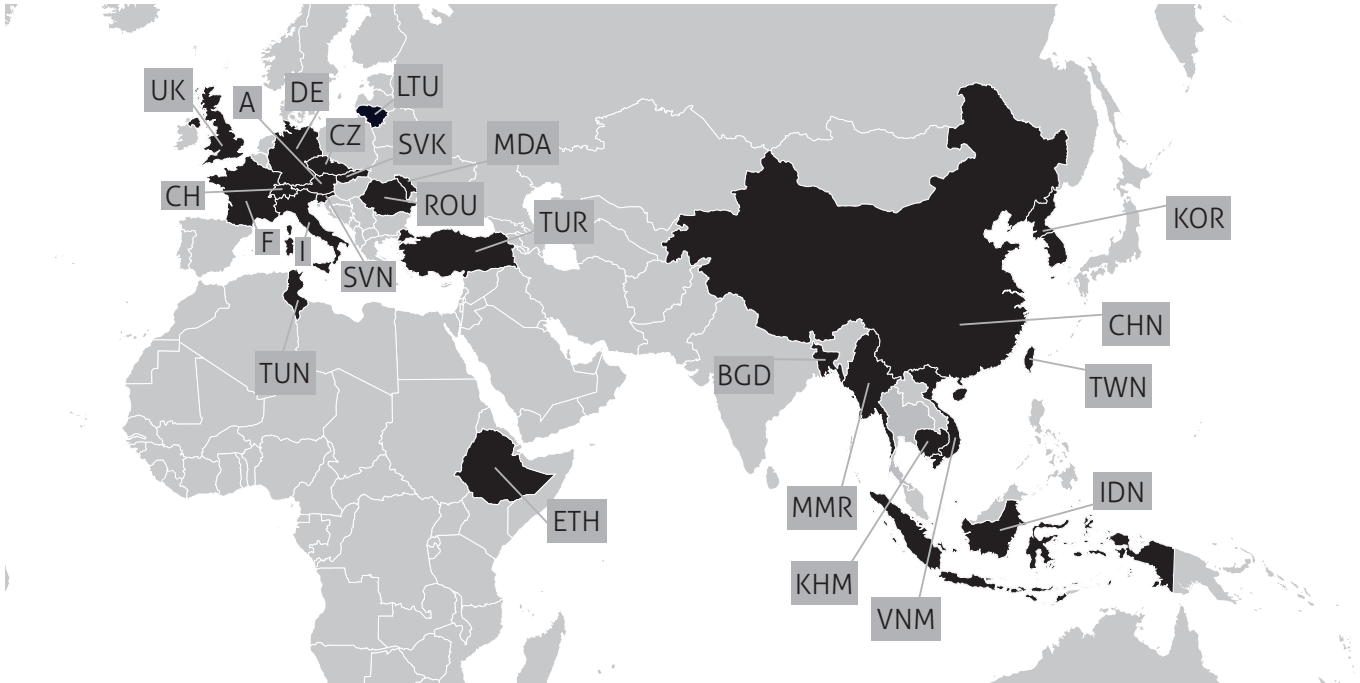 UK
A
DE
LTU
CZ
SVK
MDA
CH
ROU
KOR
F
I
TUR
SVN
CHN
TUN
BGD
TWN
MMR
IDN
ETH
KHM
VNM